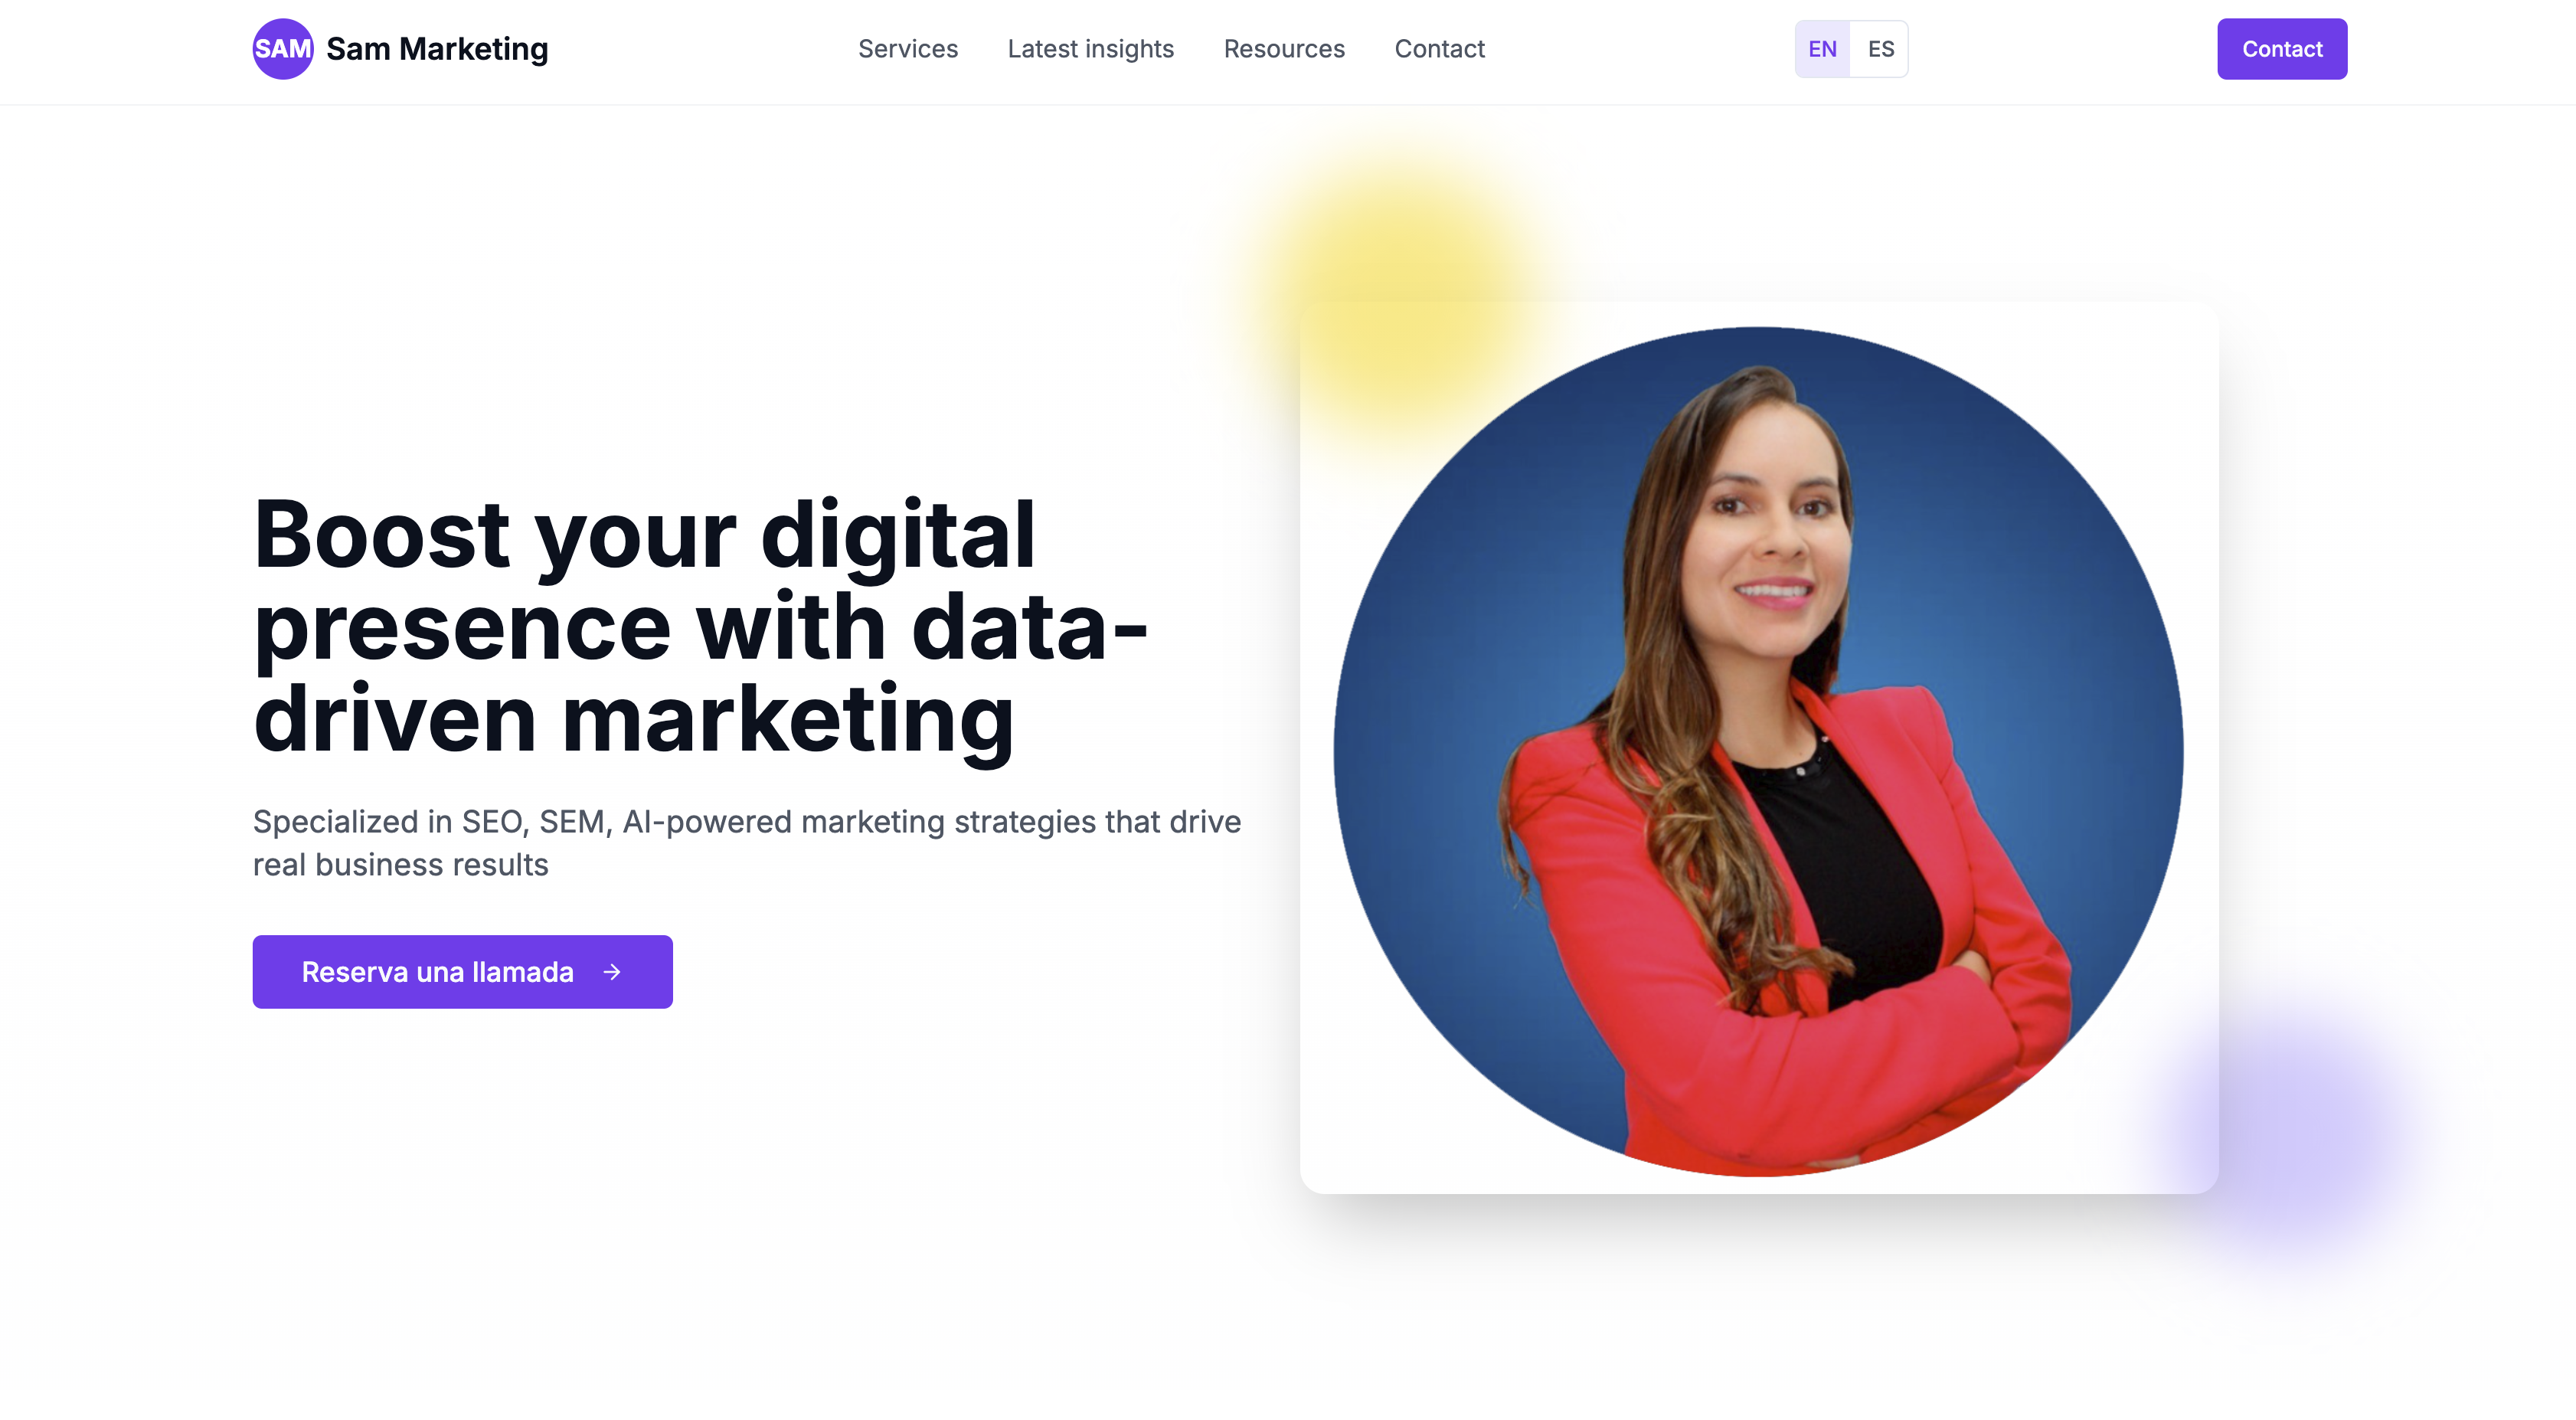 SAM Sam Marketing
Services Latest insights Resources Contact
EN ES
Contact
Boost your digital
presence with data-
driven marketing
Specialized in SEO, SEM, AI-powered marketing strategies that drive
real business results
Reserva una llamada →